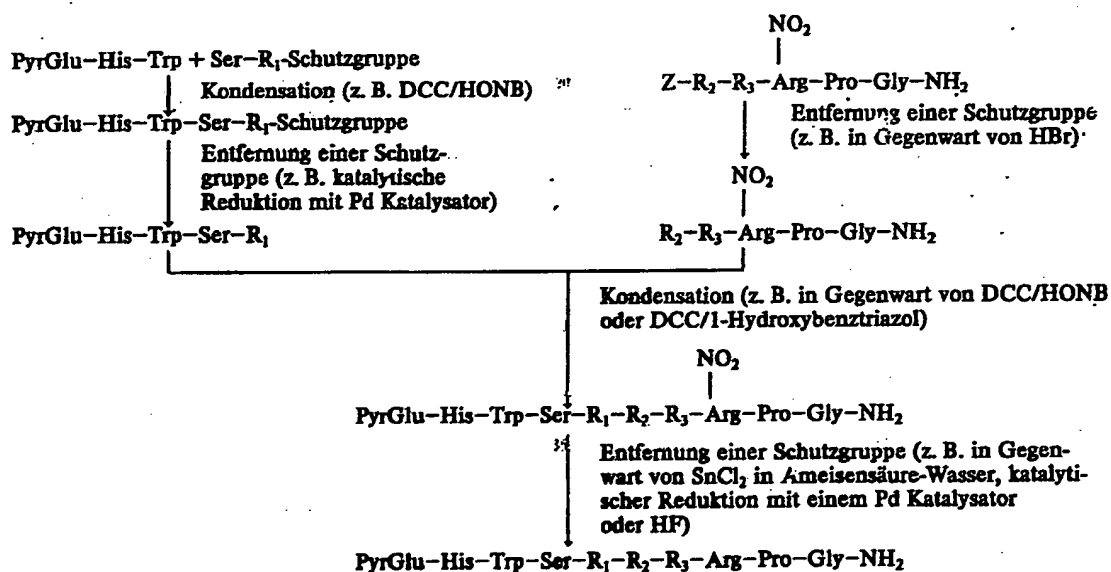 NO₂
PyrGlu–His–Trp + Ser–R₁-Schutzgruppe
Kondensation (z. B. DCC/HONB)
Z–R₂–R₃–Arg–Pro–Gly–NH₂
Entfernung einer Schutzgruppe
(z. B. in Gegenwart von HBr)
PyrGlu–His–Trp–Ser–R₁-Schutzgruppe
Entfernung einer Schutz-
gruppe (z. B. katalytische
Reduktion mit Pd Katalysator)
NO₂
PyrGlu–His–Trp–Ser–R₁
R₂–R₃–Arg–Pro–Gly–NH₂
Kondensation (z. B. in Gegenwart von DCC/HONB
oder DCC/1-Hydroxybenztriazol)
NO₂
PyrGlu–His–Trp–Ser–R₁–R₂–R₃–Arg–Pro–Gly–NH₂
Entfernung einer Schutzgruppe (z. B. in Gegen-
wart von SnCl₂ in Ameisensäure-Wasser, katalyti-
scher Reduktion mit einem Pd Katalysator
oder HF)
PyrGlu–His–Trp–Ser–R₁–R₂–R₃–Arg–Pro–Gly–NH₂